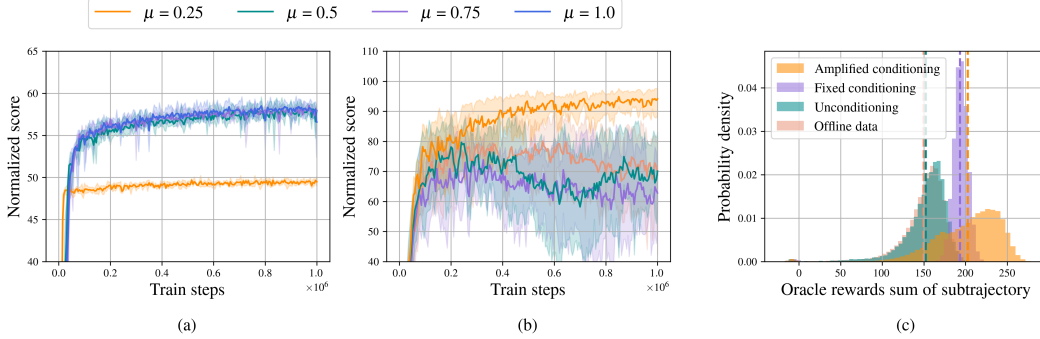 μ = 0.25
μ = 0.5
μ = 0.75
μ = 1.0
Normalized score
65
60
55
50
45
40
0.0 0.2 0.4 0.6 0.8 1.0
×10⁶
Train steps
(a)
Normalized score
110
100
90
80
70
60
50
40
0.0 0.2 0.4 0.6 0.8 1.0
×10⁶
Train steps
(b)
Probability density
0.04
0.03
0.02
0.01
0.00
Amplified conditioning
Fixed conditioning
Unconditioning
Offline data
0 50 100 150 200 250
Oracle rewards sum of subtrajectory
(c)